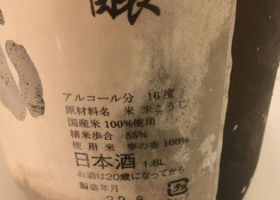 アルコール分 16度
原材料名 米 米こうじ
国産米100%使用
精米歩合 55%
使用米 夢の香100%
日本酒 1.8L
お酒は20歳になってから
製造年月